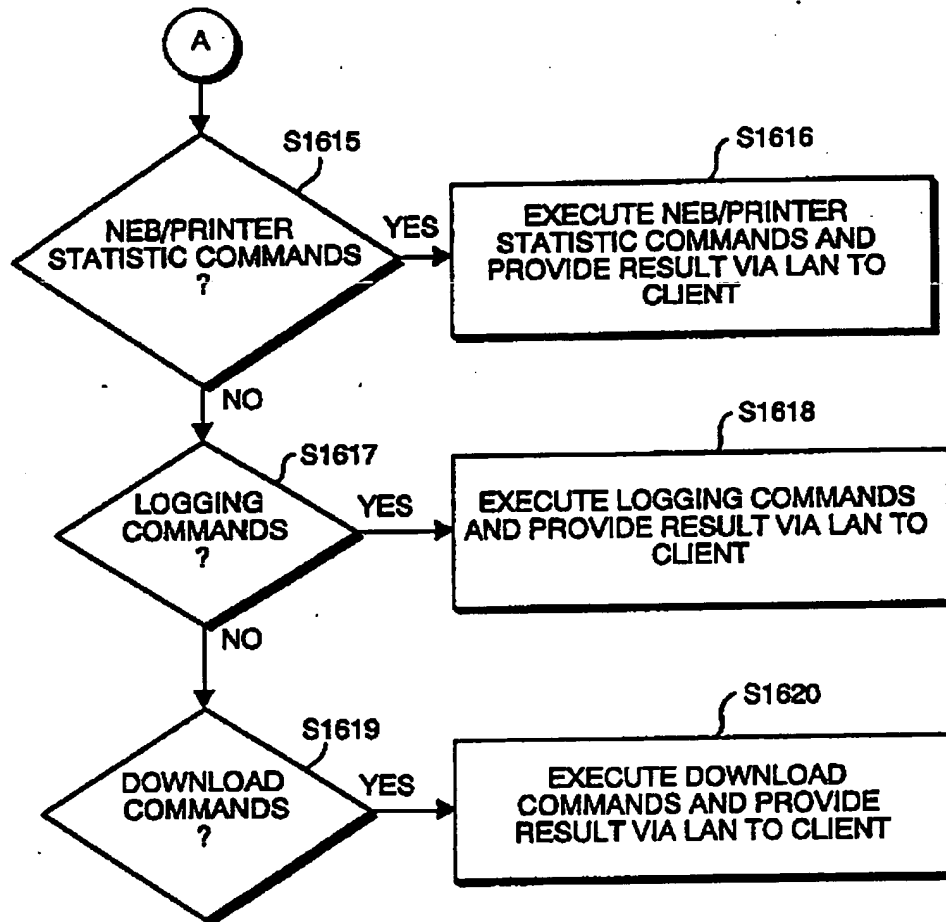 A
S1615
NEB/PRINTER
STATISTIC COMMANDS
?
YES
S1616
EXECUTE NEB/PRINTER
STATISTIC COMMANDS AND
PROVIDE RESULT VIA LAN TO
CLIENT
NO
S1617
LOGGING
COMMANDS
?
YES
S1618
EXECUTE LOGGING COMMANDS
AND PROVIDE RESULT VIA LAN TO
CLIENT
NO
S1619
DOWNLOAD
COMMANDS
?
YES
S1620
EXECUTE DOWNLOAD
COMMANDS AND PROVIDE
RESULT VIA LAN TO CLIENT